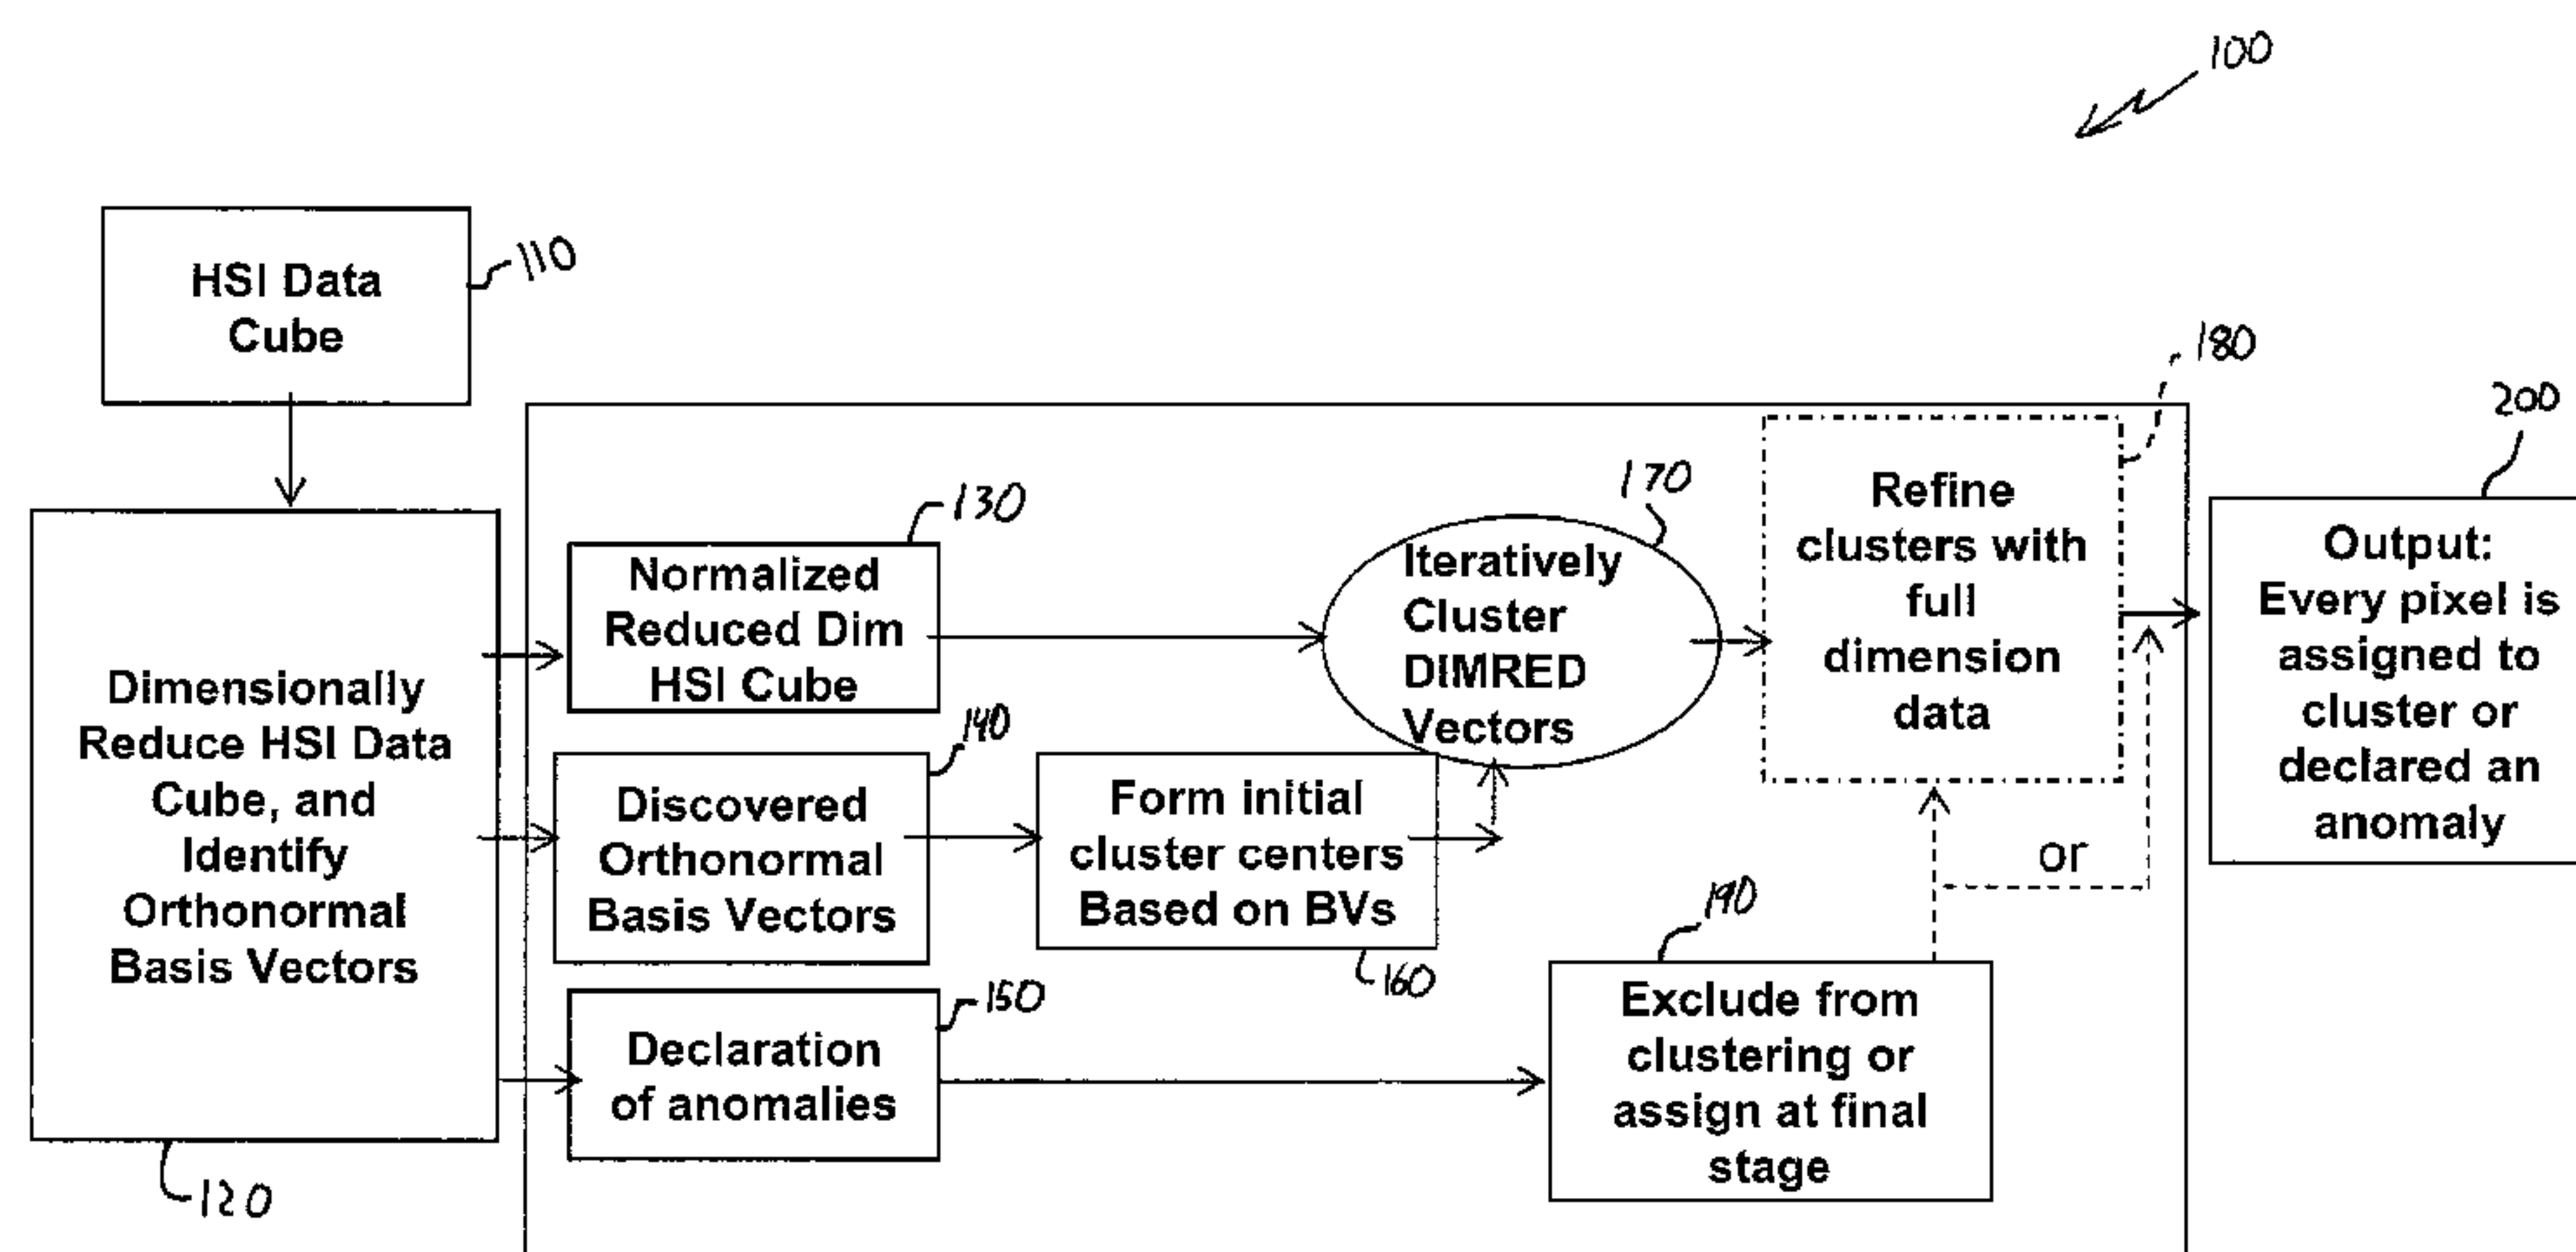 100
HSI Data
Cube
110
180
200
Dimensionally
Reduce HSI Data
Cube, and
Identify
Orthonormal
Basis Vectors
120
130
Normalized
Reduced Dim
HSI Cube
140
Discovered
Orthonormal
Basis Vectors
150
Declaration
of anomalies
Form initial
cluster centers
Based on BVs
160
170
Iteratively
Cluster
DIMRED
Vectors
Refine
clusters with
full
dimension
data
or
190
Exclude from
clustering or
assign at final
stage
Output:
Every pixel is
assigned to
cluster or
declared an
anomaly